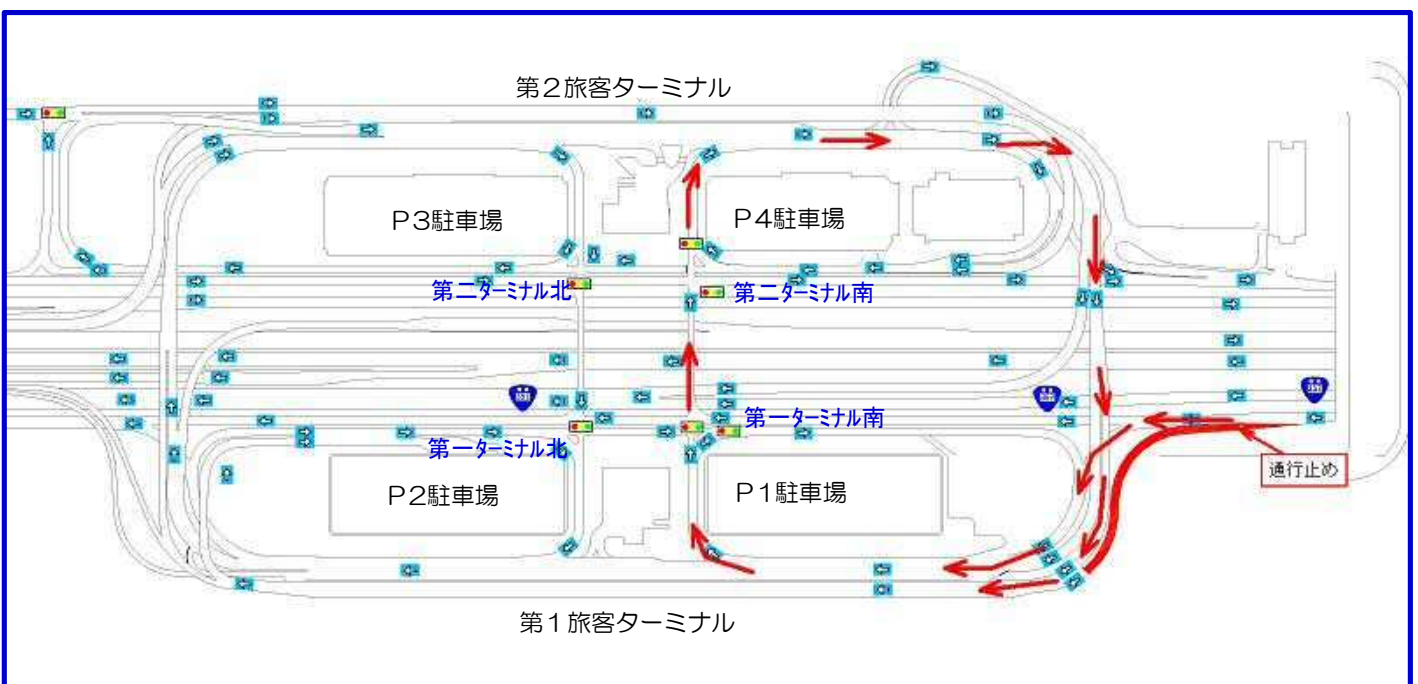 第2旅客ターミナル
P3駐車場
P4駐車場
第二ターミナル北
第二ターミナル南
第一ターミナル南
第一ターミナル北
通行止め
P2駐車場
P1駐車場
第1旅客ターミナル